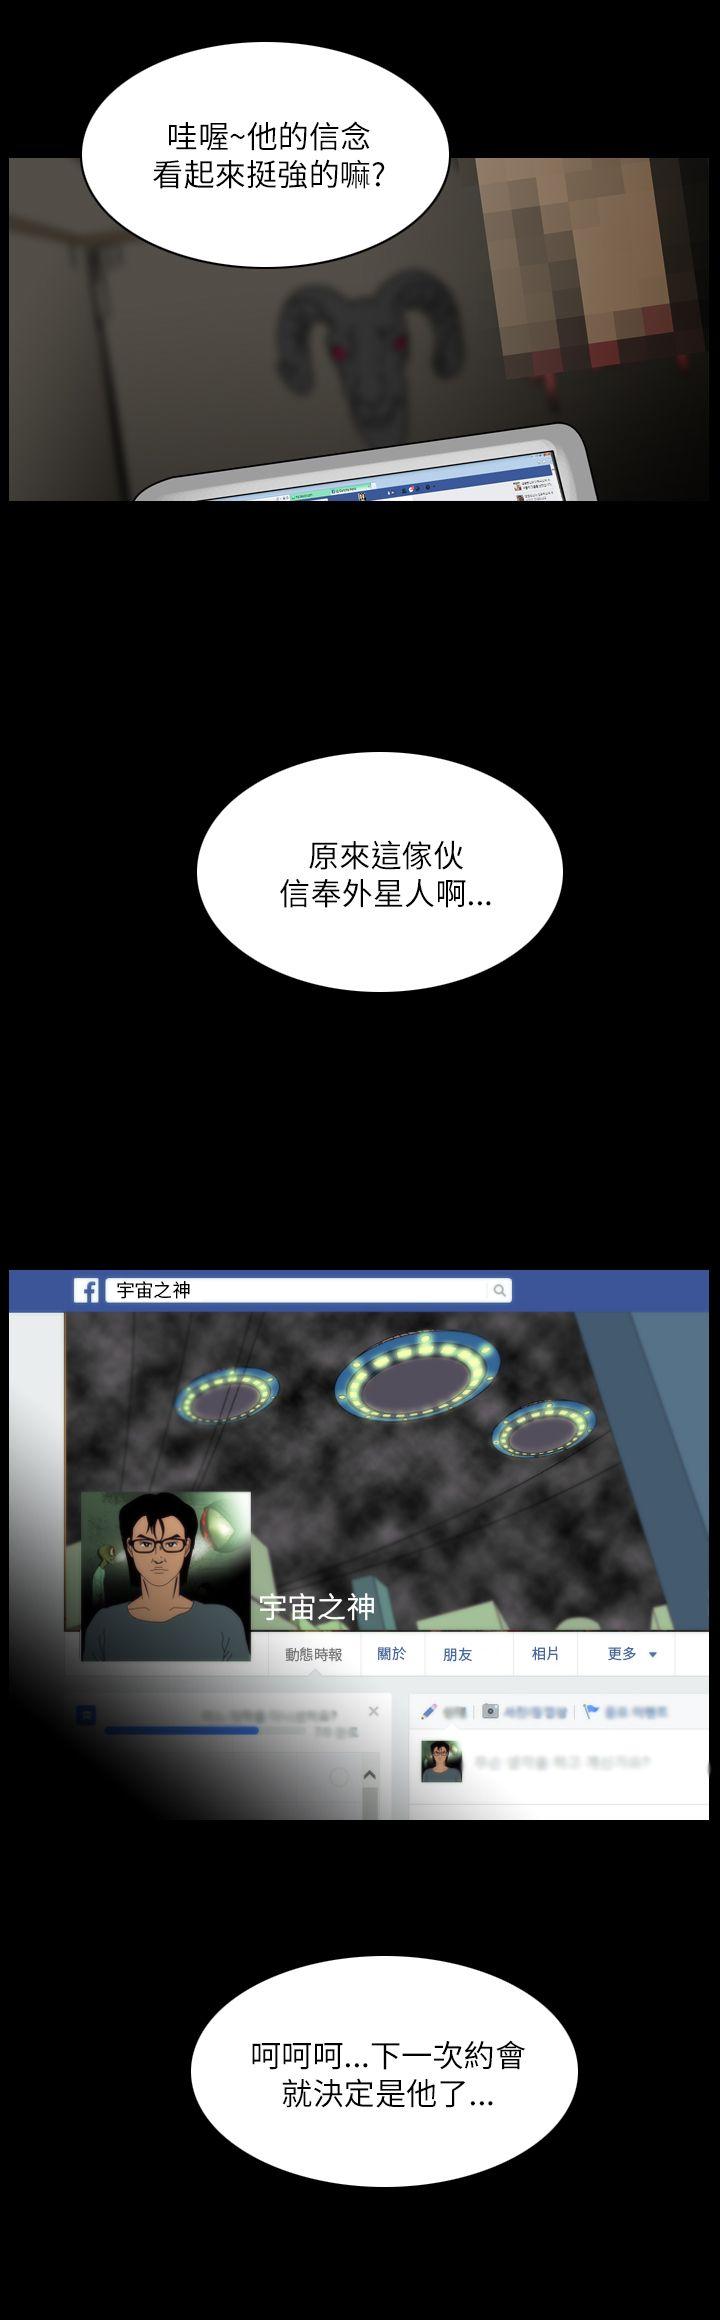 哇喔~他的信念
看起來挺強的嘛?
原來這傢伙
信奉外星人啊...
f 宇宙之神
宇宙之神
動態時報 關於 朋友 相片 更多
呵呵呵...下一次約會
就決定是他了...